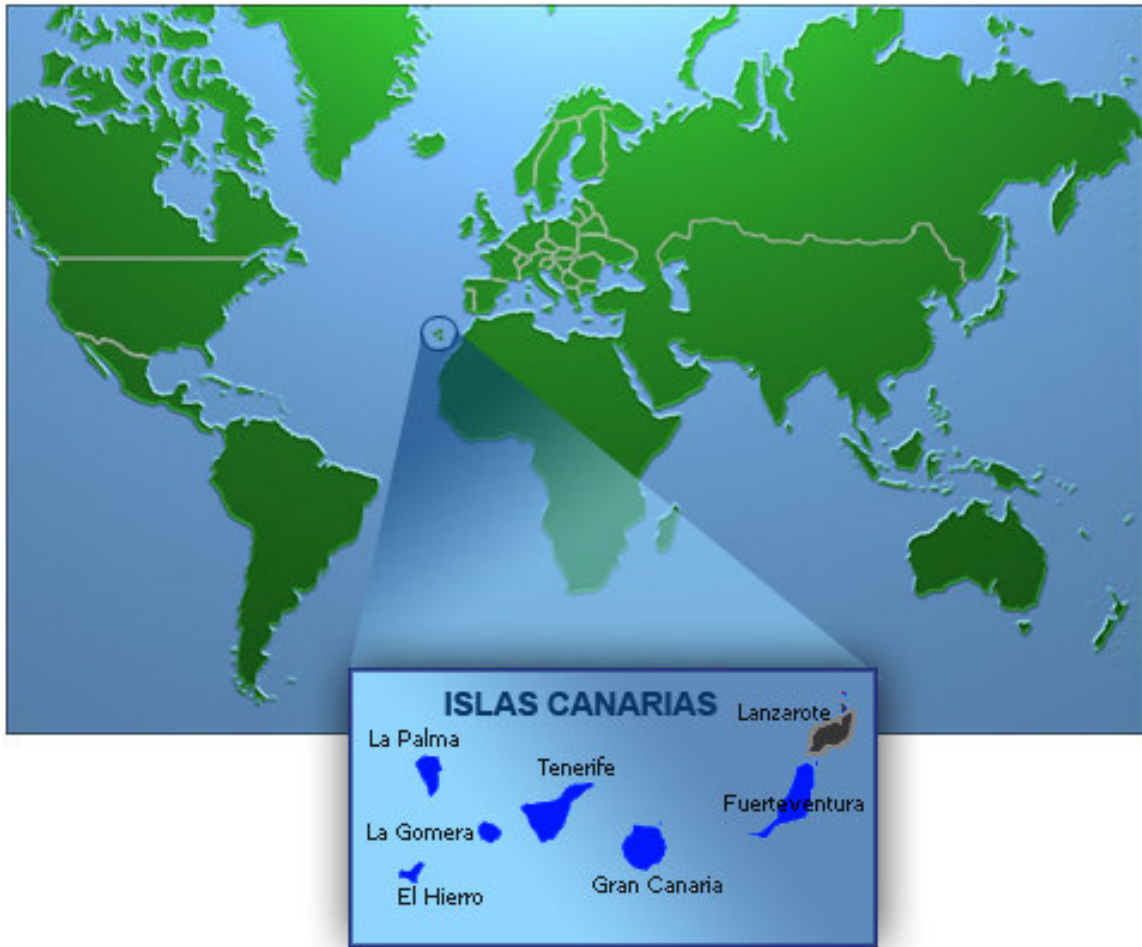 ISLAS CANARIAS
Lanzarote
La Palma
Tenerife
Fuerteventura
La Gomera
Gran Canaria
El Hierro